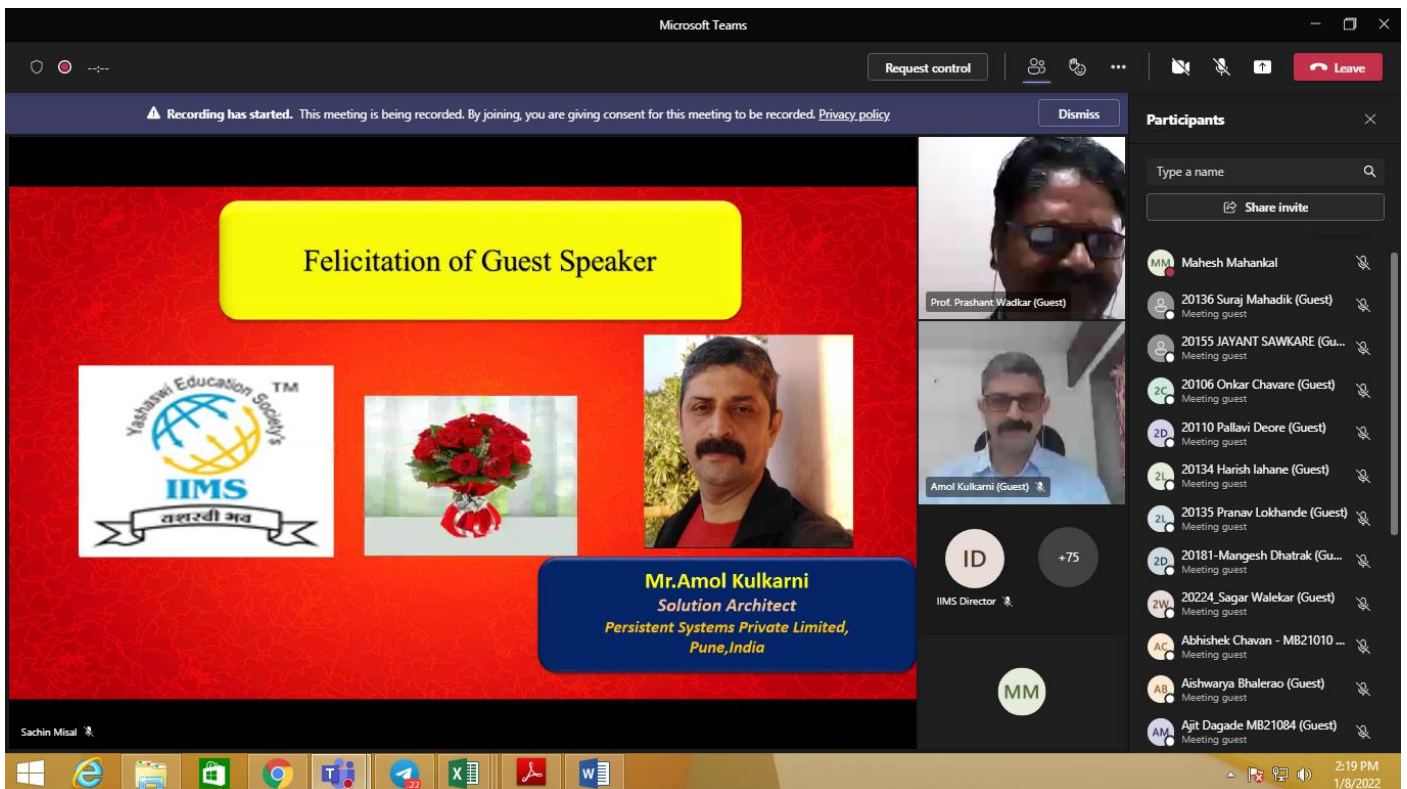 Microsoft Teams
--:--
Request control
Leave
Recording has started. This meeting is being recorded. By joining, you are giving consent for this meeting to be recorded. Privacy policy
Dismiss
Felicitation of Guest Speaker
Yashaswi Education Society's
TM
IIMS
यशस्वी भव
Mr.Amol Kulkarni
Solution Architect
Persistent Systems Private Limited,
Pune,India
Sachin Misal
Prof. Prashant Wadkar (Guest)
Amol Kulkarni (Guest)
ID
+75
IIMS Director
MM
Participants
Type a name
Share invite
MM
Mahesh Mahankal
20136 Suraj Mahadik (Guest)
Meeting guest
20155 JAYANT SAWKARE (Gu...
Meeting guest
2C
20106 Onkar Chavare (Guest)
Meeting guest
2D
20110 Pallavi Deore (Guest)
Meeting guest
2L
20134 Harish lahane (Guest)
Meeting guest
2L
20135 Pranav Lokhande (Guest)
Meeting guest
2D
20181-Mangesh Dhatrak (Gu...
Meeting guest
2W
20224_Sagar Walekar (Guest)
Meeting guest
AC
Abhishek Chavan - MB21010 ...
Meeting guest
AB
Aishwarya Bhalerao (Guest)
Meeting guest
AM
Ajit Dagade MB21084 (Guest)
Meeting guest
22
2:19 PM
1/8/2022